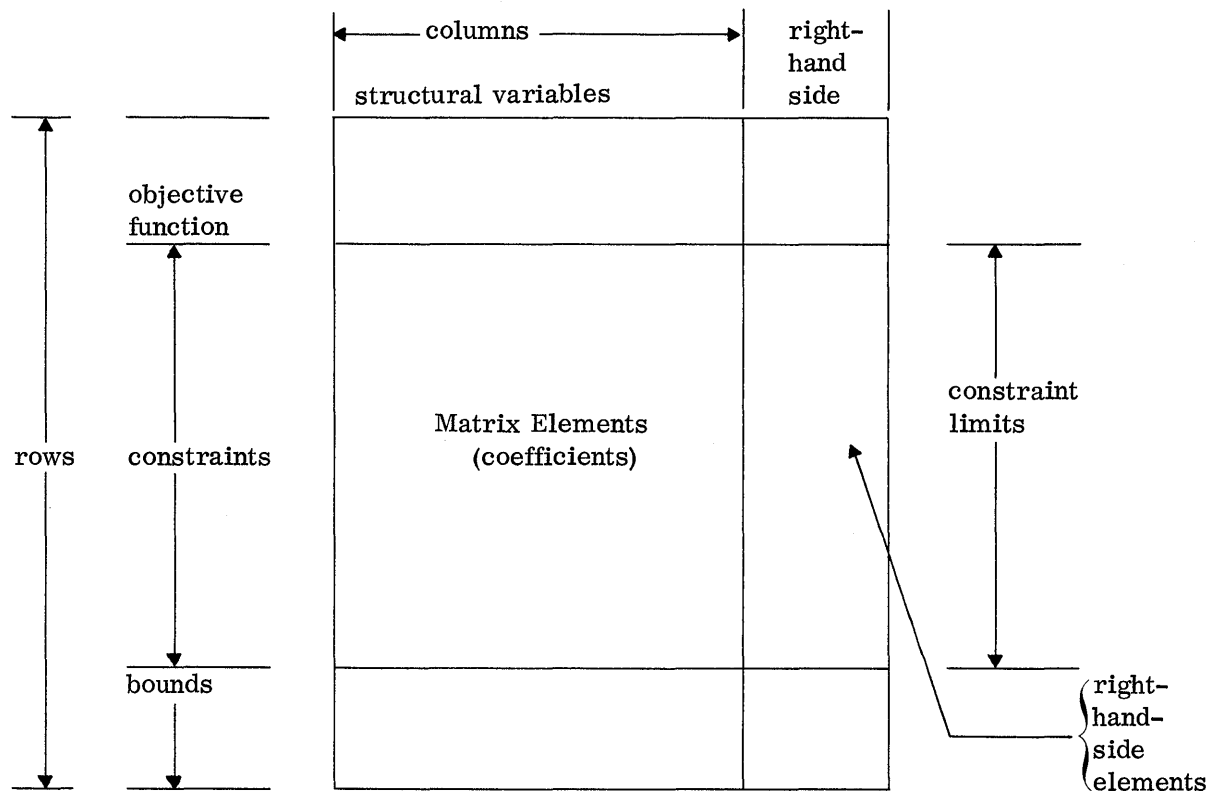 columns
right-
hand
side
structural variables
objective
function
constraint
limits
Matrix Elements
(coefficients)
rows
constraints
bounds
right-
hand-
side
elements